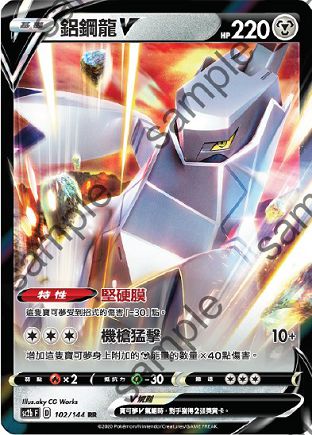 基礎 鋁鋼龍V HP 220
sample
sample
sample
sample
特性 堅硬膜
這隻寶可夢受到招式的傷害「-30」點。
機槍猛擊 10+
增加這隻寶可夢身上附加的能量的數量×40點傷害。
sample
Illus.aky CG Works
弱點 ×2 抵抗力 -30 撤退
sc2b F D 102/144 RR
V規則
寶可夢V【氣絕】時,對手獲得2張獎賞卡。
©2020 Pokémon/Nintendo/Creatures/GAME FREAK.